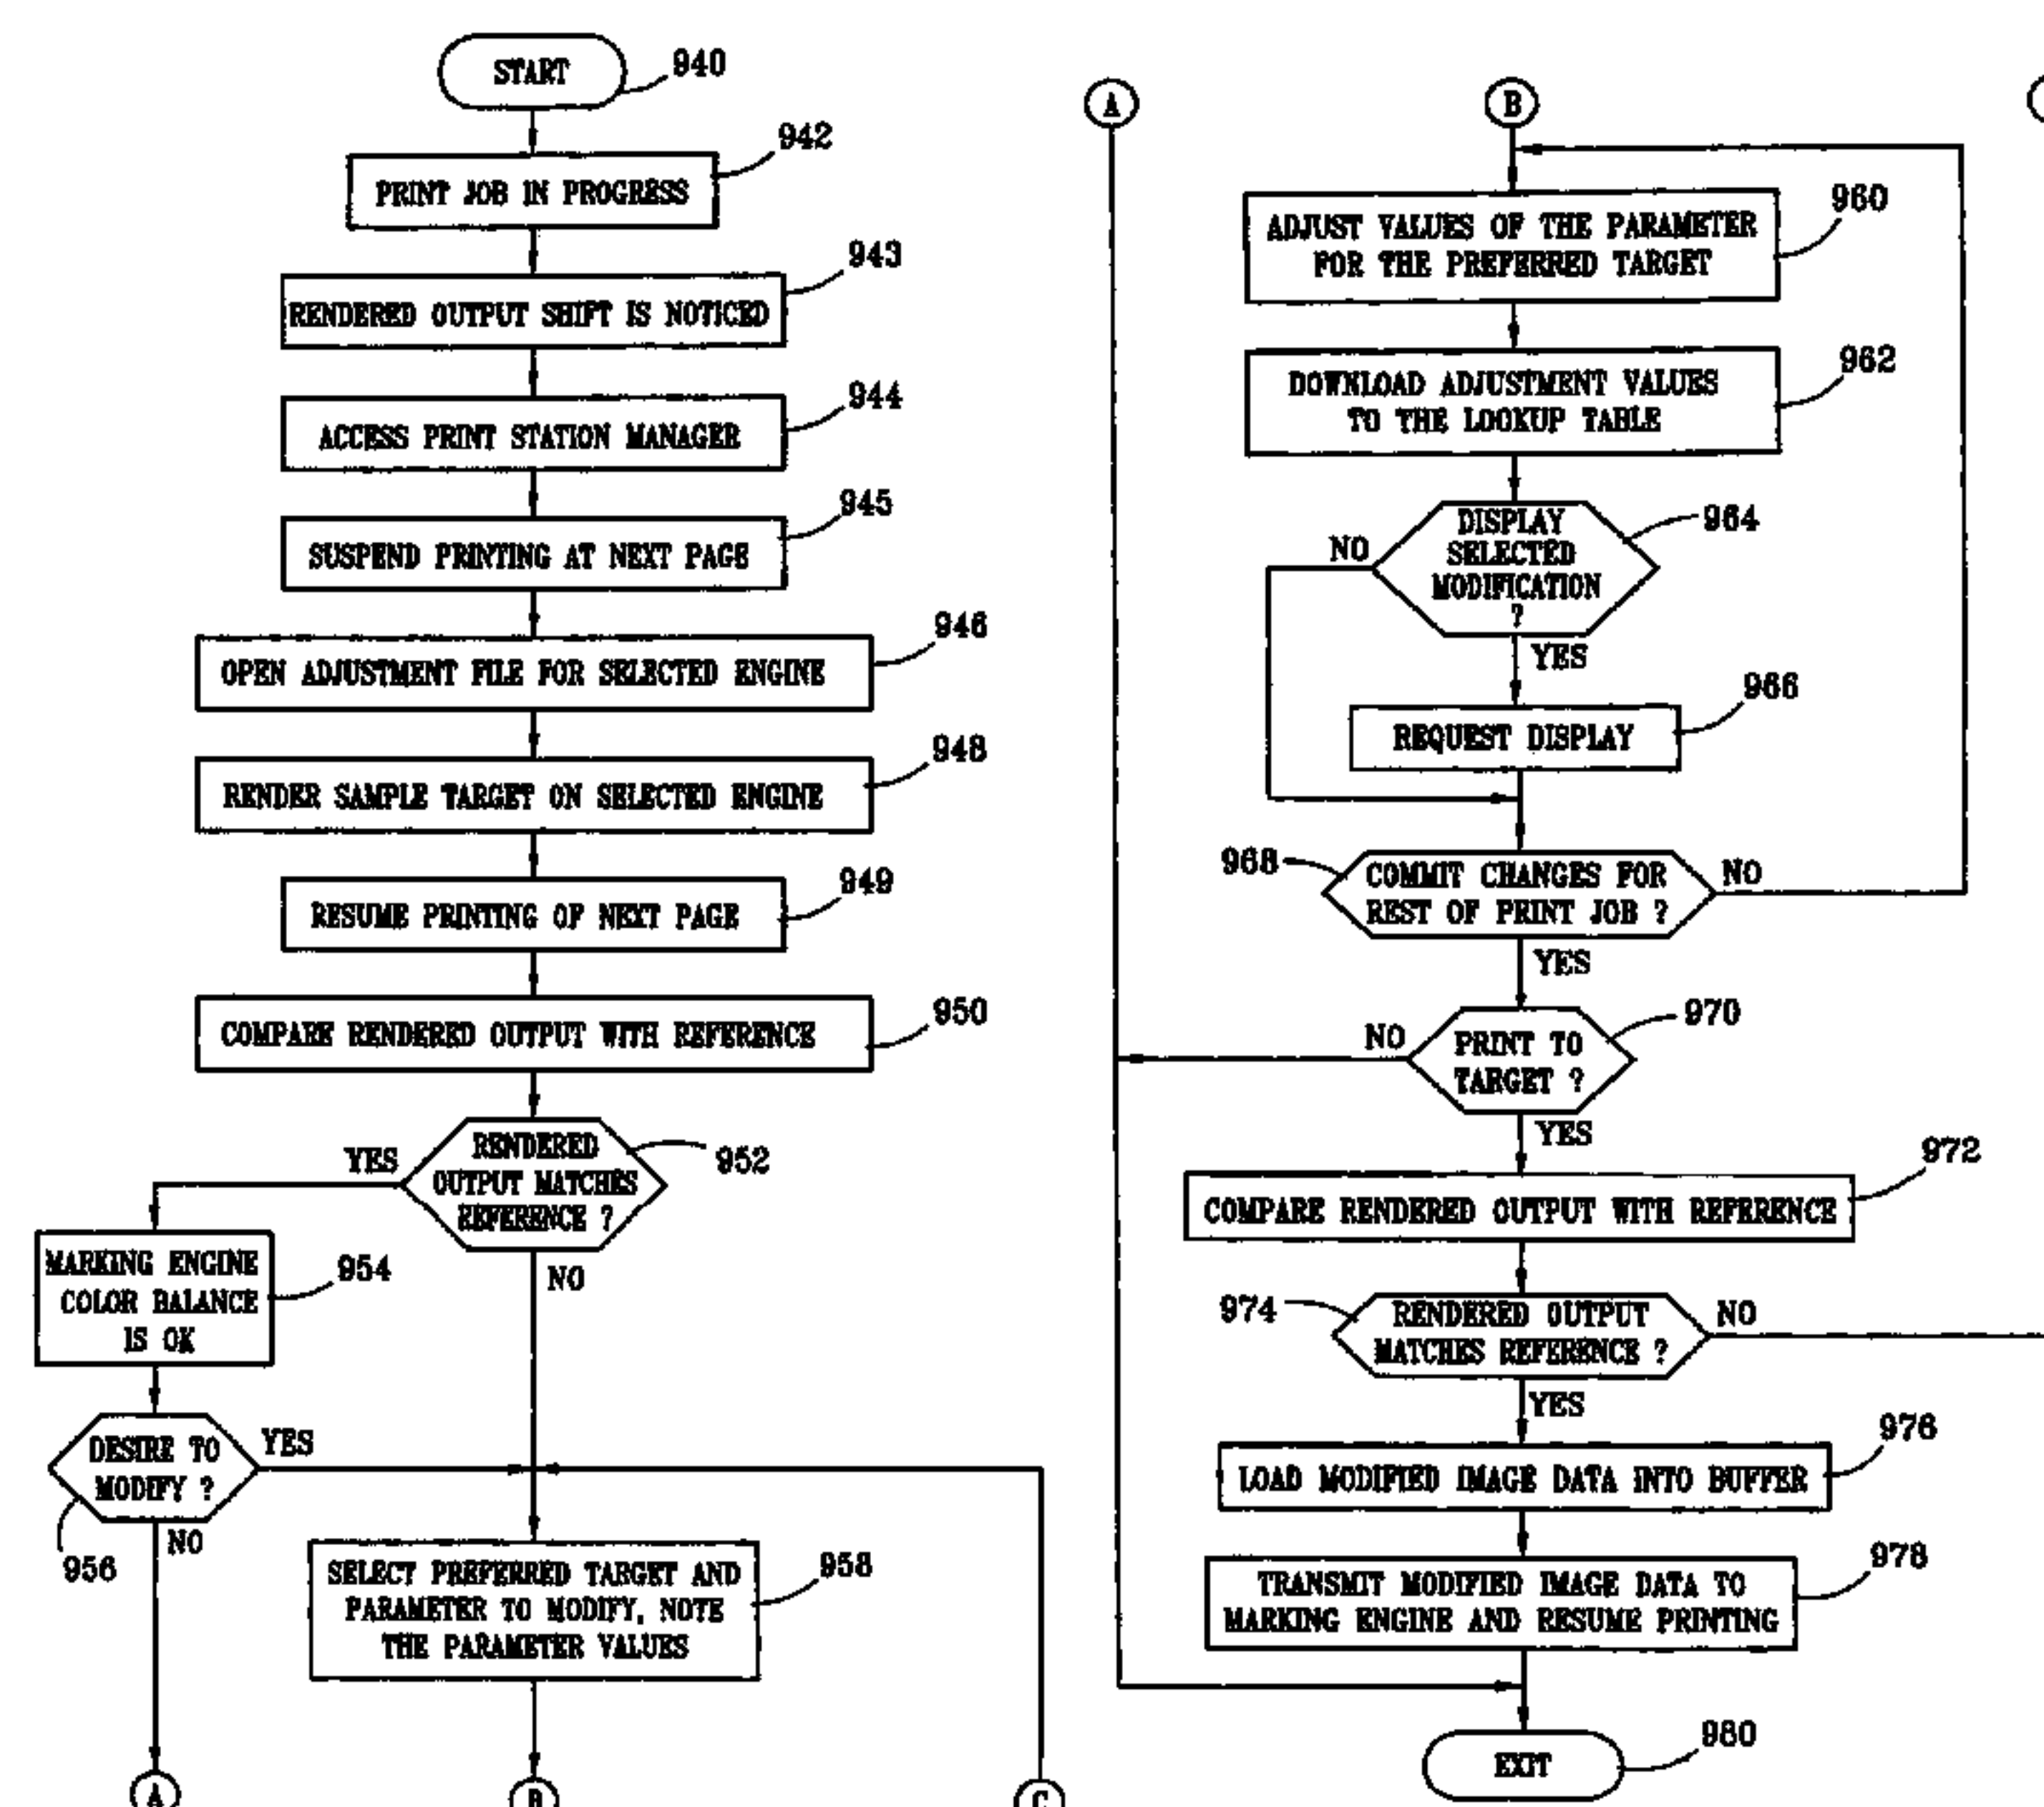 START
940
PRINT JOB IN PROGRESS
942
RENDERED OUTPUT SHIFT IS NOTICED
943
ACCESS PRINT STATION MANAGER
944
SUSPEND PRINTING AT NEXT PAGE
945
OPEN ADJUSTMENT FILE FOR SELECTED ENGINE
946
RENDER SAMPLE TARGET ON SELECTED ENGINE
948
RESUME PRINTING OF NEXT PAGE
949
COMPARE RENDERED OUTPUT WITH REFERENCE
950
RENDERED
OUTPUT MATCHES
REFERENCE ?
952
YES
NO
MARKING ENGINE
COLOR BALANCE
IS OK
954
DESIRE TO
MODIFY ?
956
YES
NO
SELECT PREFERRED TARGET AND
PARAMETER TO MODIFY, NOTE
THE PARAMETER VALUES
958
A
B
C
A
B
ADJUST VALUES OF THE PARAMETER
FOR THE PREFERRED TARGET
960
DOWNLOAD ADJUSTMENT VALUES
TO THE LOOKUP TABLE
962
DISPLAY
SELECTED
MODIFICATION
?
964
NO
YES
REQUEST DISPLAY
966
968
COMMIT CHANGES FOR
REST OF PRINT JOB ?
NO
YES
PRINT TO
TARGET ?
970
NO
YES
COMPARE RENDERED OUTPUT WITH REFERENCE
972
974
RENDERED OUTPUT
MATCHES REFERENCE ?
NO
YES
LOAD MODIFIED IMAGE DATA INTO BUFFER
976
TRANSMIT MODIFIED IMAGE DATA TO
MARKING ENGINE AND RESUME PRINTING
978
EXIT
980